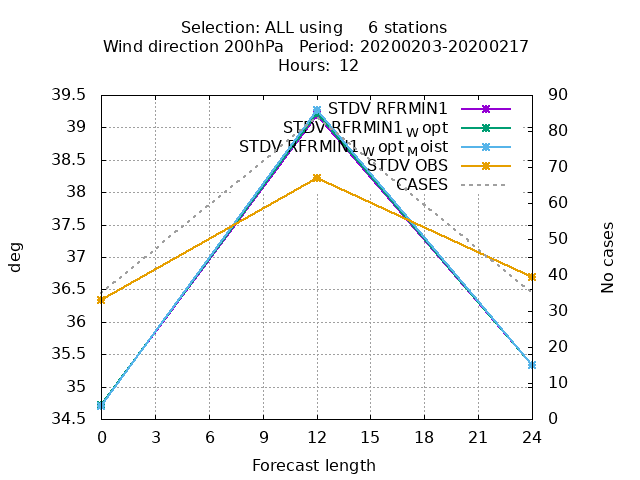 Selection: ALL using 6 stations
Wind direction 200hPa Period: 20200203-20200217
Hours: 12
39.5
39
38.5
38
37.5
37
36.5
36
35.5
35
34.5
deg
STDV RFRMIN1
STDV RFRMIN1 W opt
STDV RFRMIN1 W opt M oist
STDV OBS
CASES
90
80
70
60
50
40
30
20
10
0
No cases
0 3 6 9 12 15 18 21 24
Forecast length